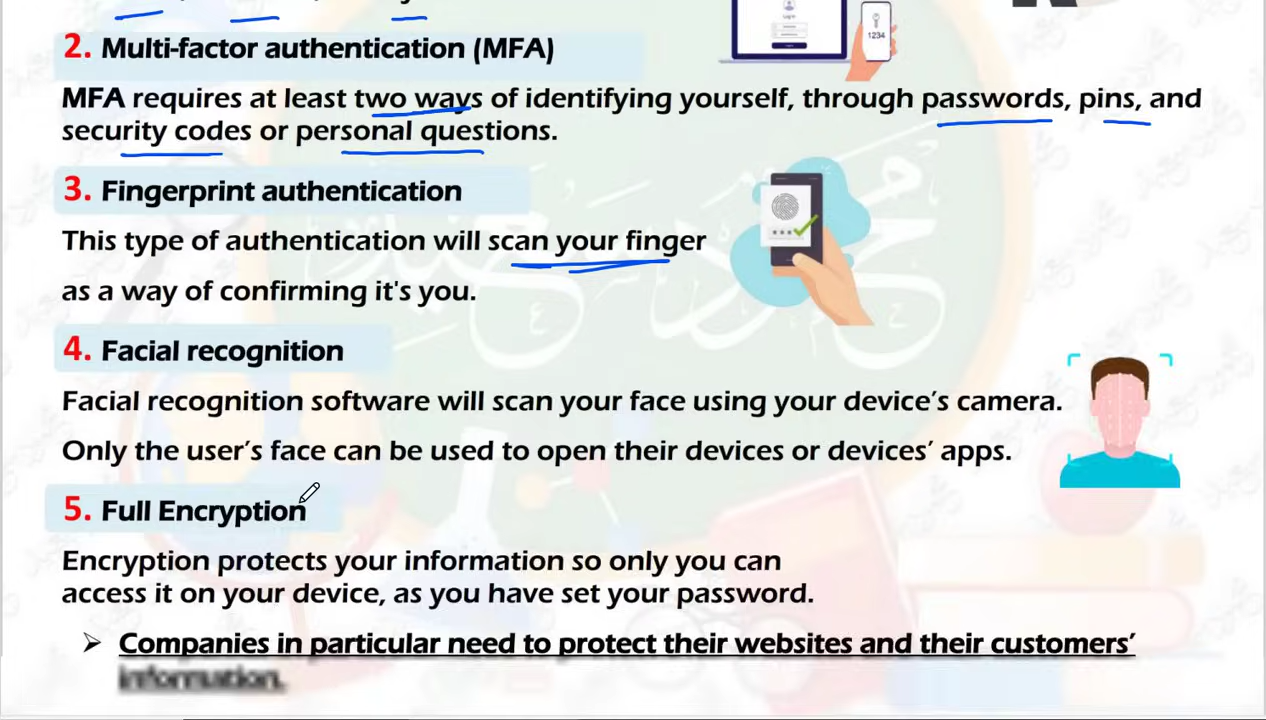 2. Multi-factor authentication (MFA)
MFA requires at least two ways of identifying yourself, through passwords, pins, and
security codes or personal questions.
3. Fingerprint authentication
This type of authentication will scan your finger
as a way of confirming it's you.
4. Facial recognition
Facial recognition software will scan your face using your device’s camera.
Only the user’s face can be used to open their devices or devices’ apps.
5. Full Encryption
Encryption protects your information so only you can
access it on your device, as you have set your password.
➢ Companies in particular need to protect their websites and their customers’
information.
Log in
1234